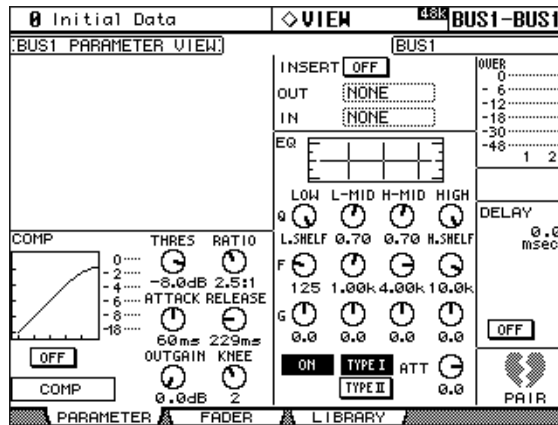 0 Initial Data
◇VIEW
48k
BUS1-BUS1
BUS1 PARAMETER VIEW
BUS1
INSERT OFF
OUT NONE
IN NONE
OVER
0
-6
-12
-18
-30
-48
1 2
EQ
LOW L-MID H-MID HIGH
Q
L.SHELF 0.70 0.70 H.SHELF
F
125 1.00k 4.00k 10.0k
G
0.0 0.0 0.0 0.0
ON TYPE I ATT
TYPE II 0.0
DELAY
0.0
msec
OFF
PAIR
COMP
THRES RATIO
0
-2
-4
-6
-8
-18
-8.0dB 2.5:1
ATTACK RELEASE
60ms 229ms
OUTGAIN KNEE
0.0dB 2
OFF
COMP
PARAMETER FADER LIBRARY